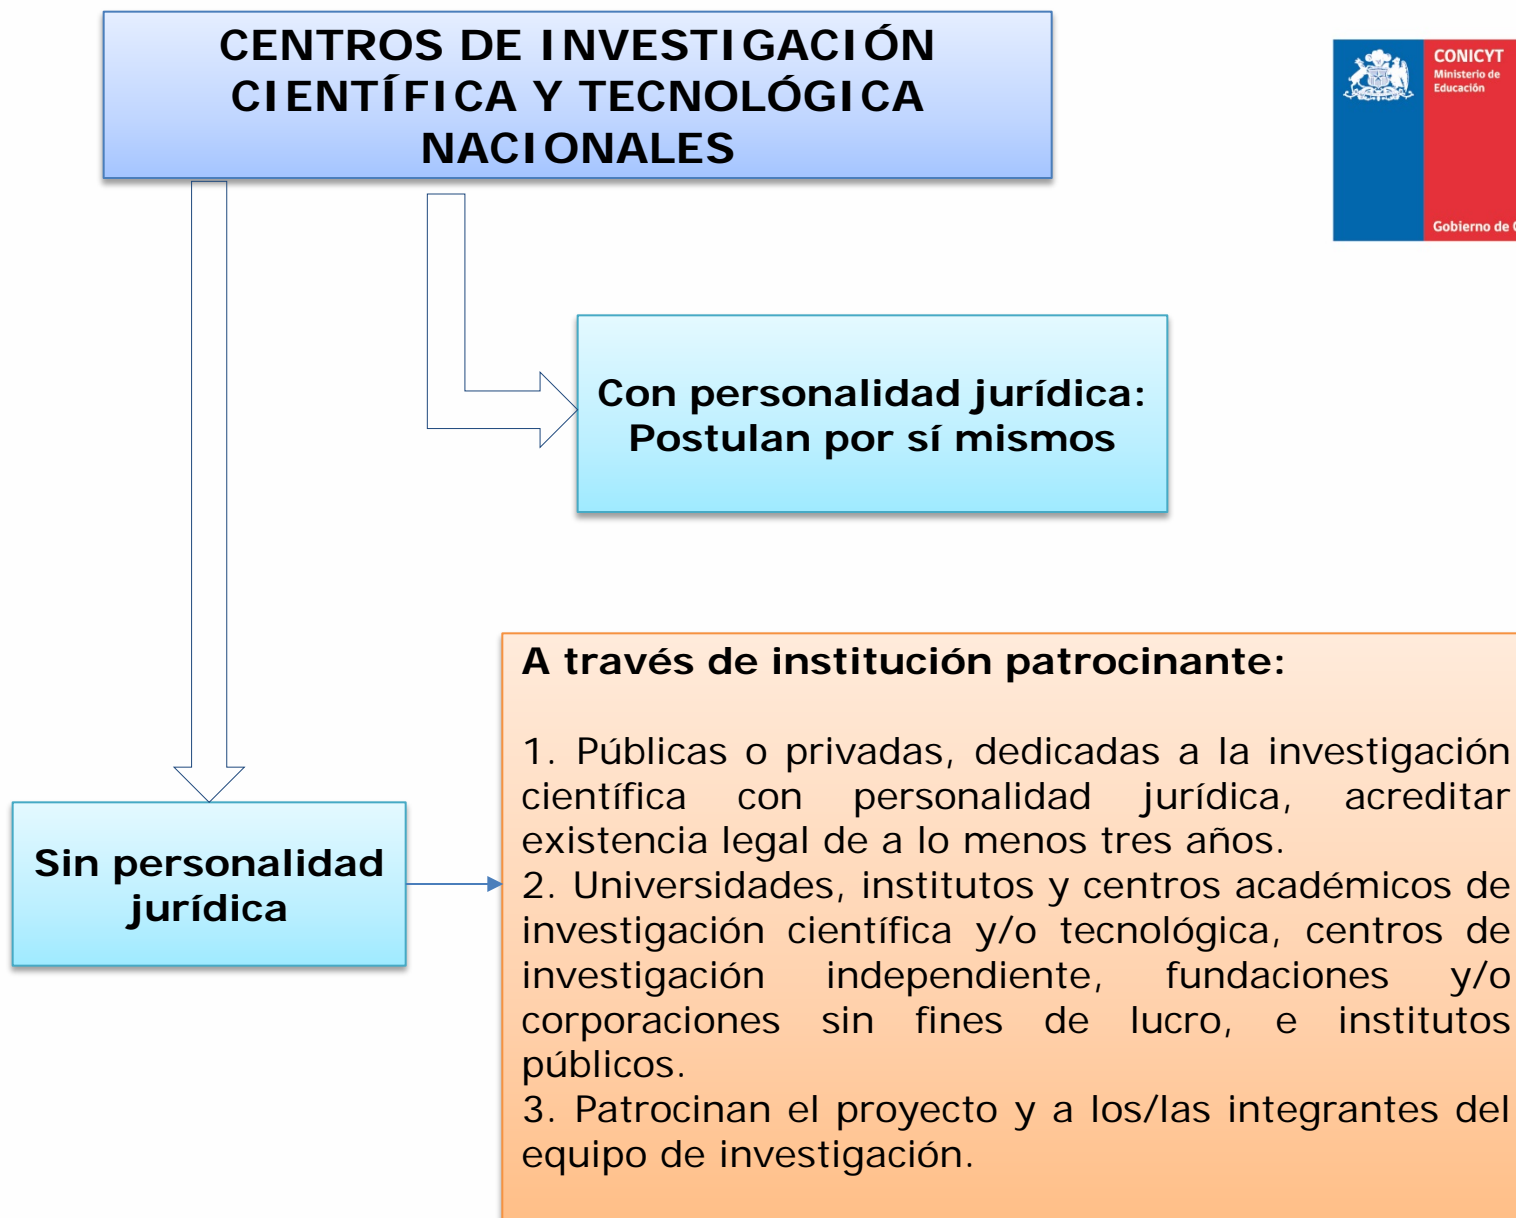 CENTROS DE INVESTIGACIÓN
CIENTÍFICA Y TECNOLÓGICA
NACIONALES
CONICYT
Ministerio de
Educación
Gobierno de
Con personalidad jurídica:
Postulan por sí mismos
Sin personalidad
jurídica
A través de institución patrocinante:
1. Públicas o privadas, dedicadas a la investigación
científica con personalidad jurídica, acreditar
existencia legal de a lo menos tres años.
2. Universidades, institutos y centros académicos de
investigación científica y/o tecnológica, centros de
investigación independiente, fundaciones y/o
corporaciones sin fines de lucro, e institutos
públicos.
3. Patrocinan el proyecto y a los/las integrantes del
equipo de investigación.